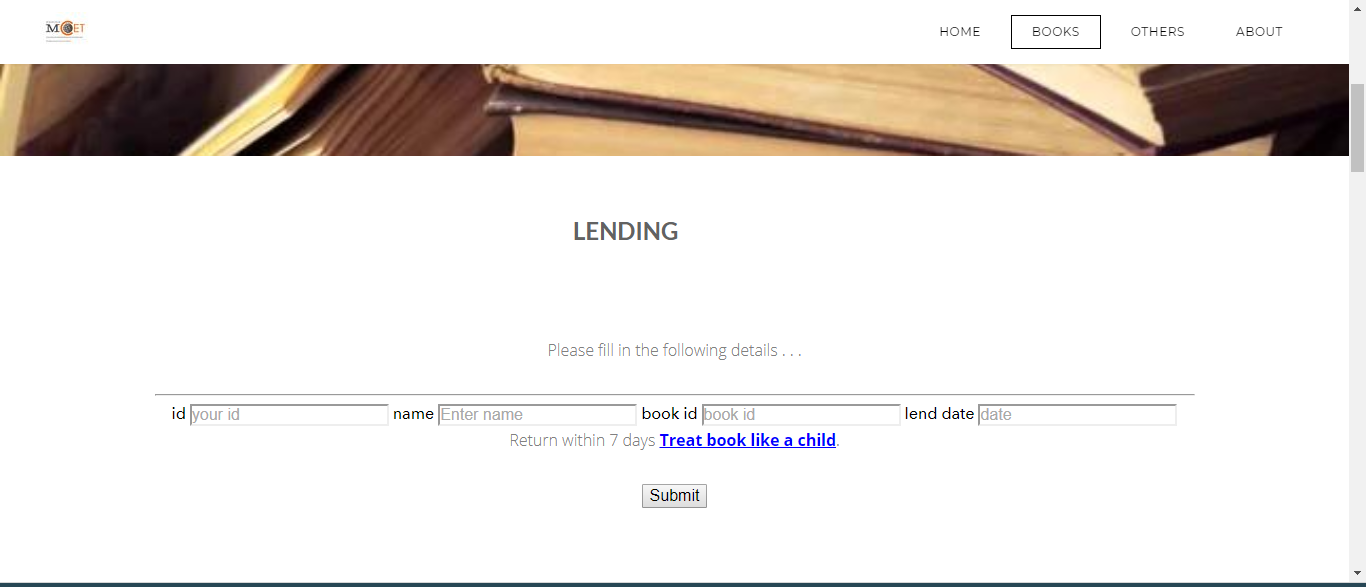 MCET
HOME BOOKS OTHERS ABOUT
LENDING
Please fill in the following details . . .
id your id name Enter name book id book id lend date date
Return within 7 days Treat book like a child.
Submit